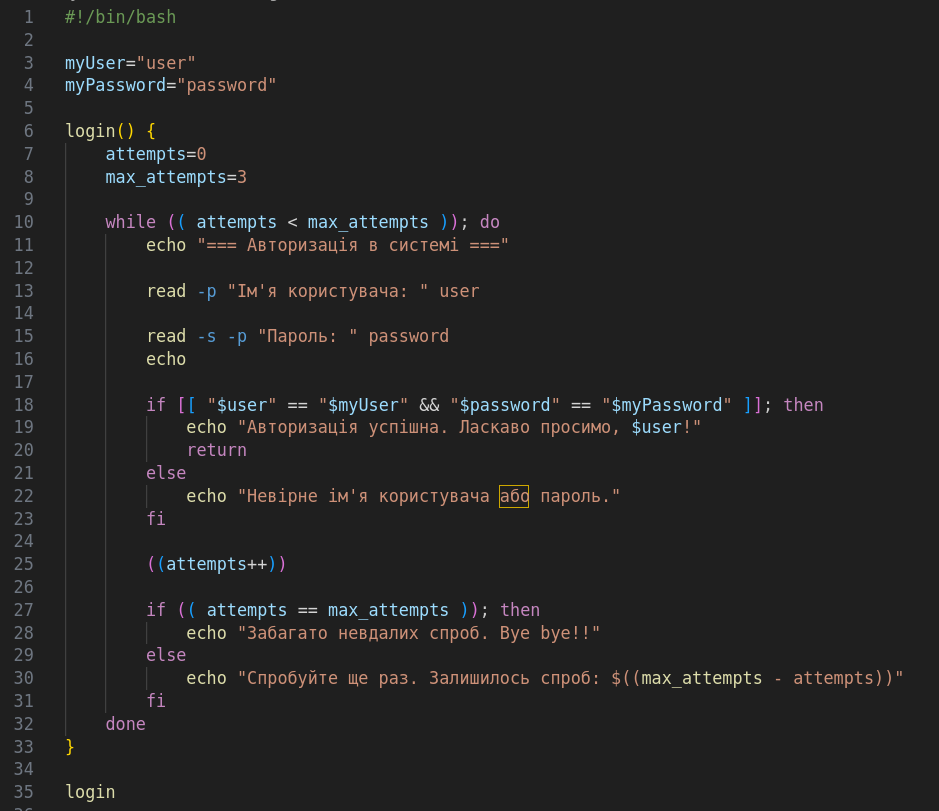 1 #!/bin/bash
2
3 myUser="user"
4 myPassword="password"
5
6 login() {
7     attempts=0
8     max_attempts=3
9
10     while (( attempts < max_attempts )); do
11         echo "=== Авторизація в системі ==="
12
13         read -p "Ім'я користувача: " user
14
15         read -s -p "Пароль: " password
16         echo
17
18         if [[ "$user" == "$myUser" && "$password" == "$myPassword" ]]; then
19             echo "Авторизація успішна. Ласкаво просимо, $user!"
20             return
21         else
22             echo "Невірне ім'я користувача або пароль."
23         fi
24
25         ((attempts++))
26
27         if (( attempts == max_attempts )); then
28             echo "Забагато невдалих спроб. Bye bye!!"
29         else
30             echo "Спробуйте ще раз. Залишилось спроб: $((max_attempts - attempts))"
31         fi
32     done
33 }
34
35 login